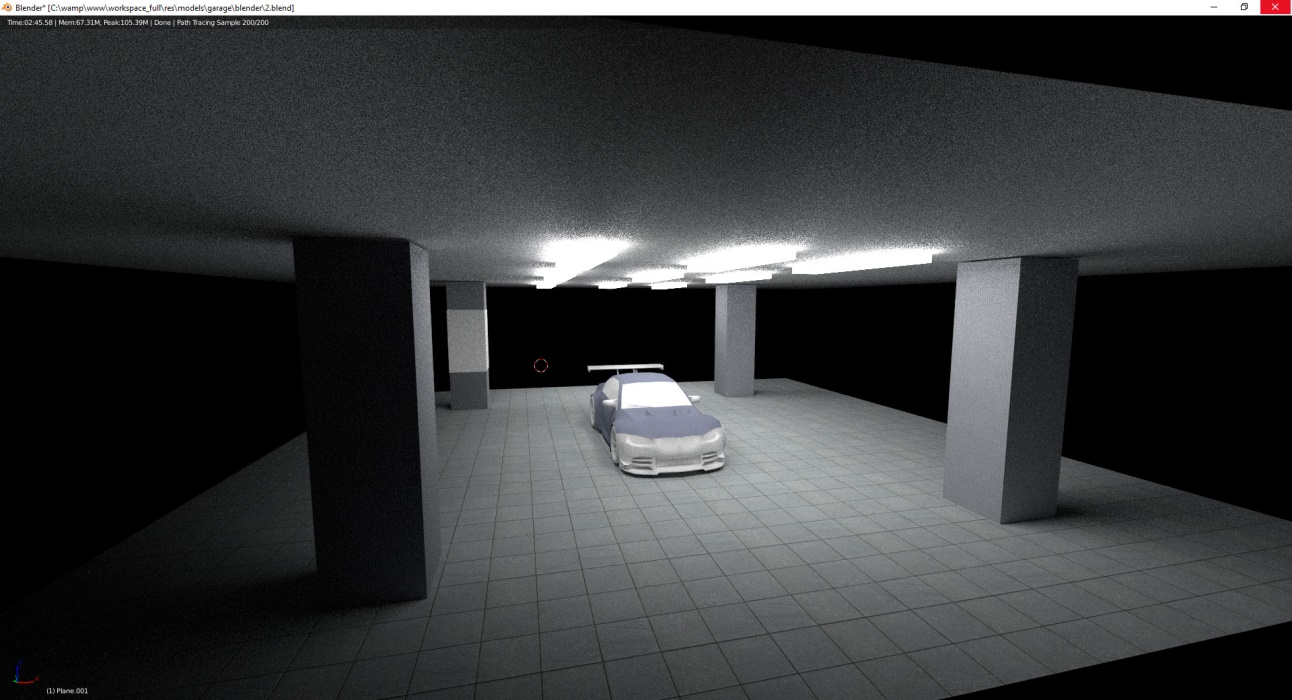 Blender* [C:\wamp\www\workspace_full\res\models\garage\blender\2.blend]
Time:02:45.58 | Mem:67.31M, Peak:105.39M | Done | Path Tracing Sample 200/200
(1) Plane.001